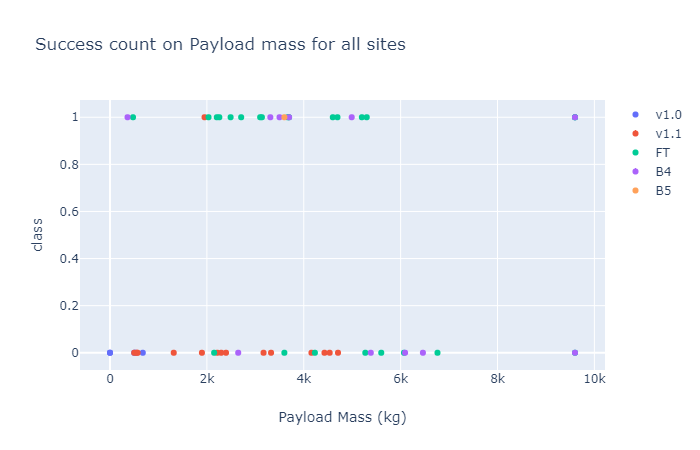 Success count on Payload mass for all sites
1
0.8
0.6
0.4
0.2
0
class
0
2k
4k
6k
8k
10k
Payload Mass (kg)
v1.0
v1.1
FT
B4
B5